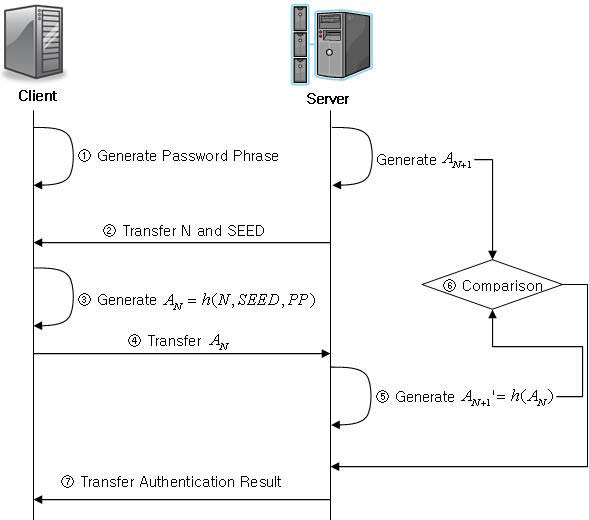 Client
Server
① Generate Password Phrase
Generate A_{N+1}
② Transfer N and SEED
⑥ Comparison
③ Generate A_N = h(N, SEED, PP)
④ Transfer A_N
⑤ Generate A_{N+1}' = h(A_N)
⑦ Transfer Authentication Result